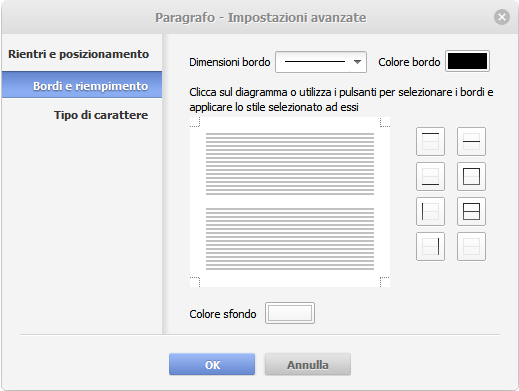 Paragrafo - Impostazioni avanzate
Rientri e posizionamento
Bordi e riempimento
Tipo di carattere
Dimensioni bordo
Colore bordo
Clicca sul diagramma o utilizza i pulsanti per selezionare i bordi e
applicare lo stile selezionato ad essi
Colore sfondo
OK
Annulla